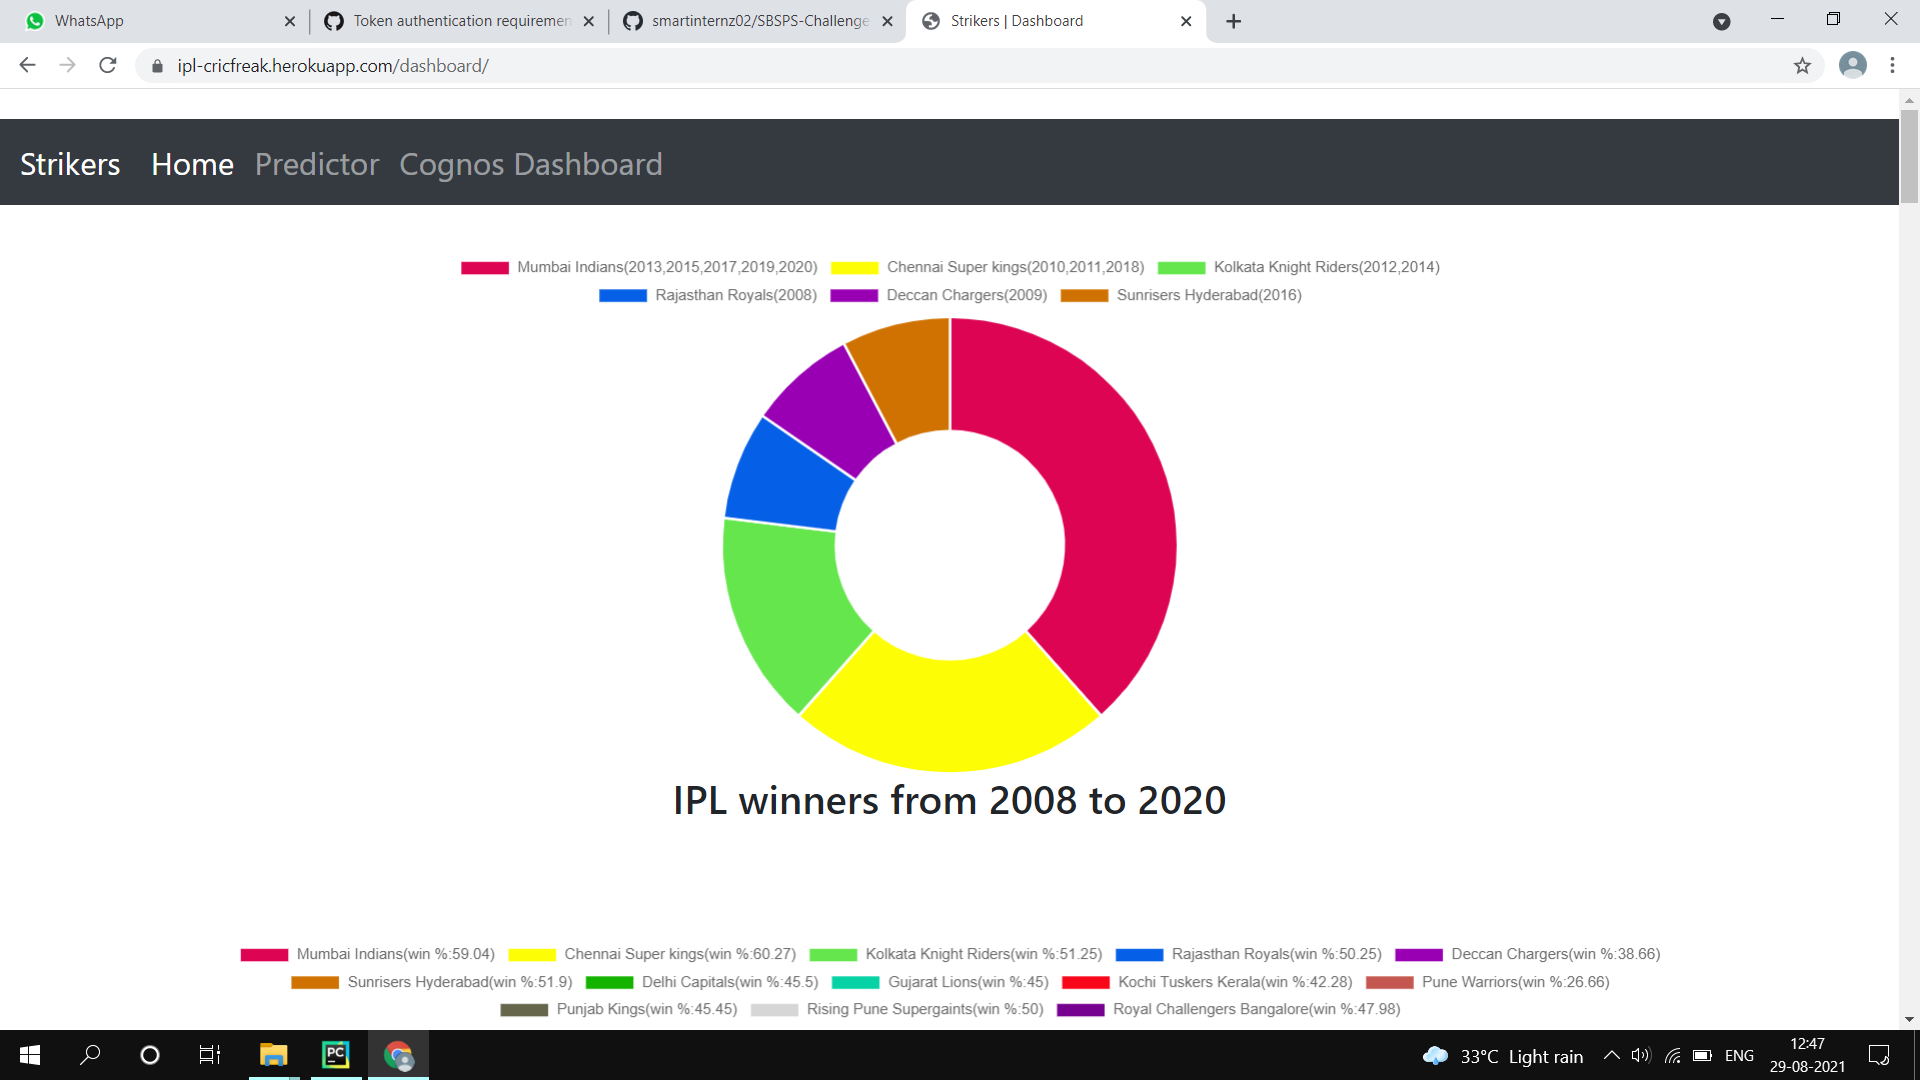 WhatsApp
Token authentication requiremen
smartinternz02/SBSPS-Challenge
Strikers | Dashboard
ipl-cricfreak.herokuapp.com/dashboard/
Strikers Home Predictor Cognos Dashboard
Mumbai Indians(2013,2015,2017,2019,2020) Chennai Super kings(2010,2011,2018) Kolkata Knight Riders(2012,2014)
Rajasthan Royals(2008) Deccan Chargers(2009) Sunrisers Hyderabad(2016)
IPL winners from 2008 to 2020
Mumbai Indians(win %:59.04) Chennai Super kings(win %:60.27) Kolkata Knight Riders(win %:51.25) Rajasthan Royals(win %:50.25) Deccan Chargers(win %:38.66)
Sunrisers Hyderabad(win %:51.9) Delhi Capitals(win %:45.5) Gujarat Lions(win %:45) Kochi Tuskers Kerala(win %:42.28) Pune Warriors(win %:26.66)
Punjab Kings(win %:45.45) Rising Pune Supergaints(win %:50) Royal Challengers Bangalore(win %:47.98)
PC
33°C Light rain
ENG
12:47
29-08-2021